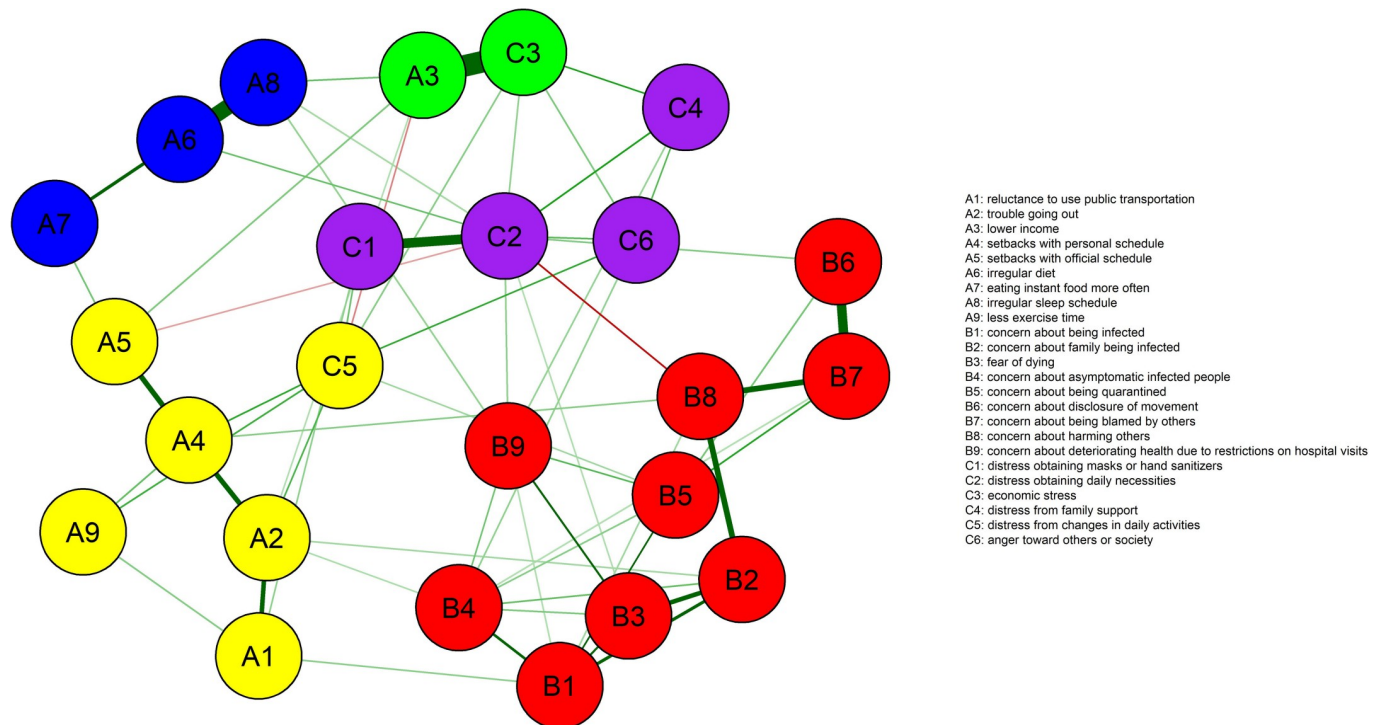 C3
A3
A8
C4
A6
A7
C2
C6
C1
B6
A5
C5
B7
B8
A4
B9
B5
A9
A2
B2
B4
B3
A1
B1
A1: reluctance to use public transportation
A2: trouble going out
A3: lower income
A4: setbacks with personal schedule
A5: setbacks with official schedule
A6: irregular diet
A7: eating instant food more often
A8: irregular sleep schedule
A9: less exercise time
B1: concern about being infected
B2: concern about family being infected
B3: fear of dying
B4: concern about asymptomatic infected people
B5: concern about being quarantined
B6: concern about disclosure of movement
B7: concern about being blamed by others
B8: concern about harming others
B9: concern about deteriorating health due to restrictions on hospital visits
C1: distress obtaining masks or hand sanitizers
C2: distress obtaining daily necessities
C3: economic stress
C4: distress from family support
C5: distress from changes in daily activities
C6: anger toward others or society